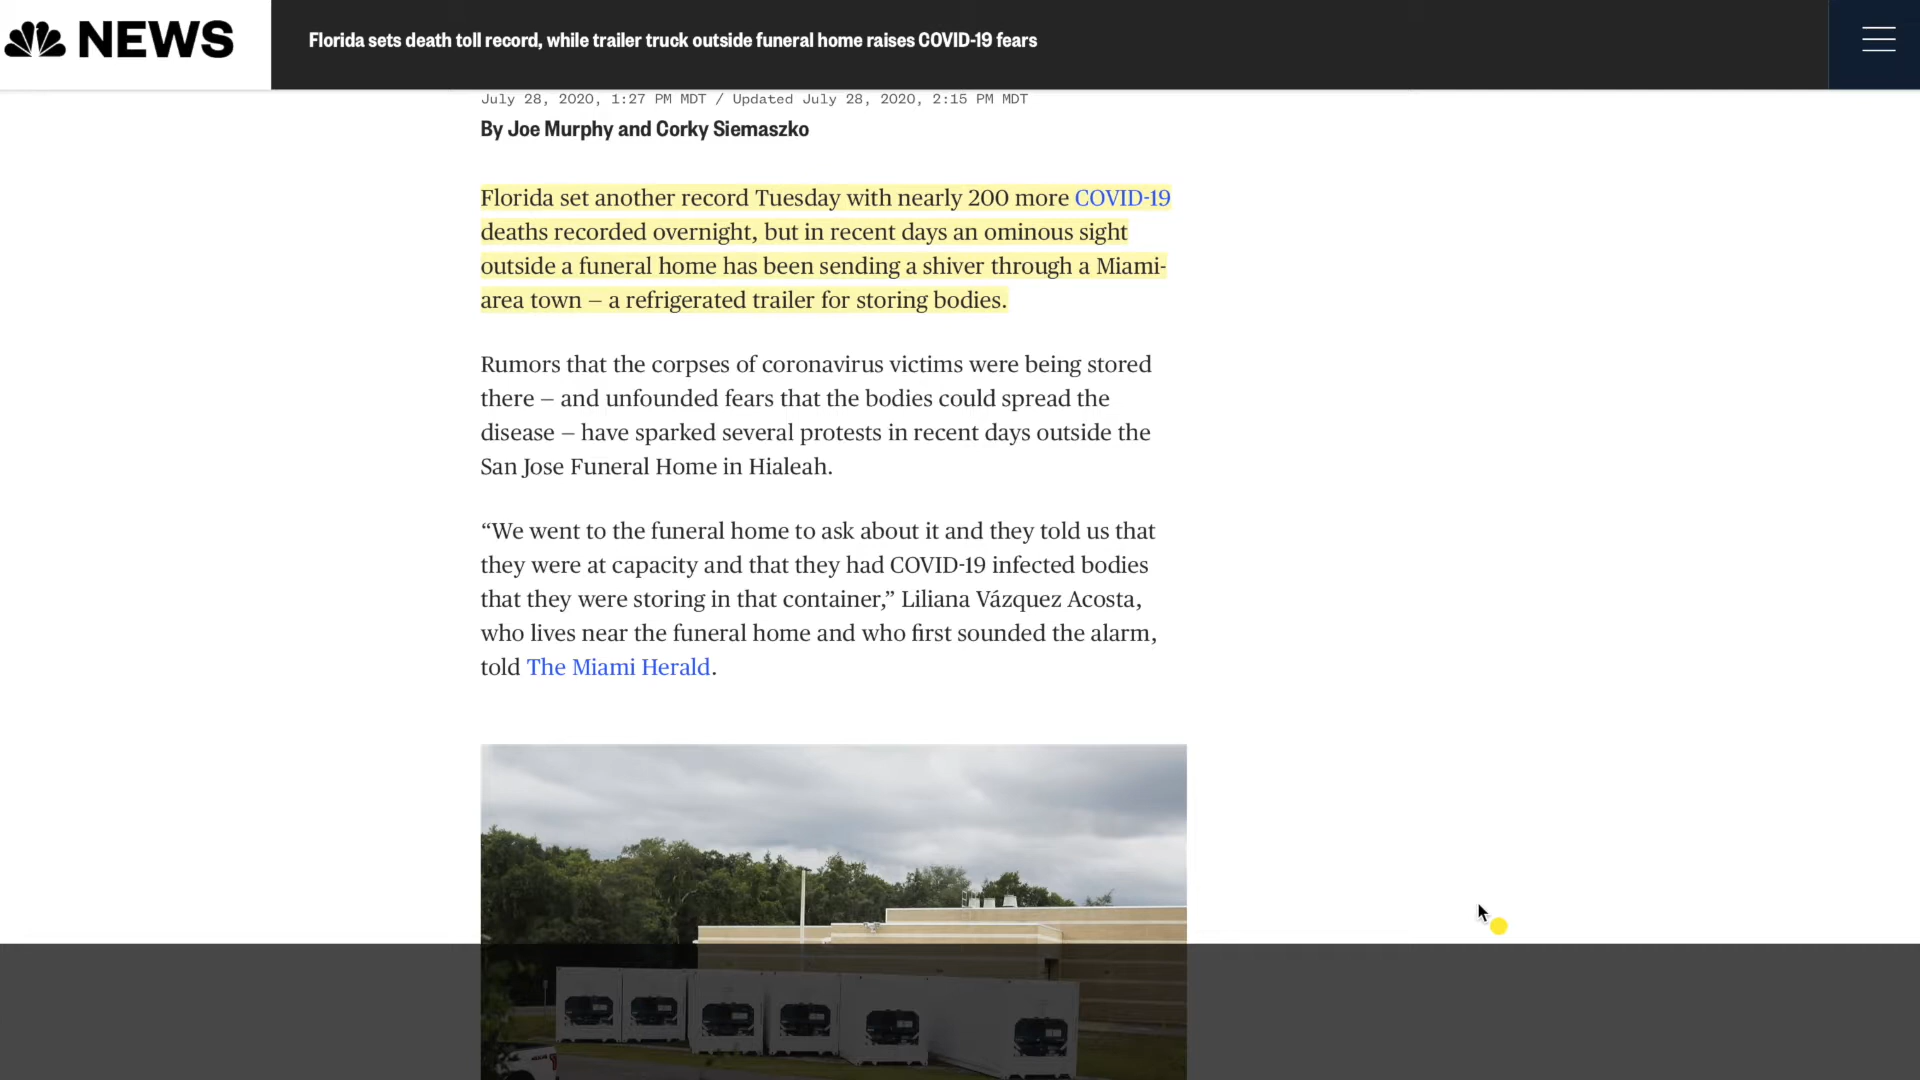 NEWS
Florida sets death toll record, while trailer truck outside funeral home raises COVID-19 fears
July 28, 2020, 1:27 PM MDT / Updated July 28, 2020, 2:15 PM MDT
By Joe Murphy and Corky Siemaszko
Florida set another record Tuesday with nearly 200 more COVID-19
deaths recorded overnight, but in recent days an ominous sight
outside a funeral home has been sending a shiver through a Miami-
area town — a refrigerated trailer for storing bodies.
Rumors that the corpses of coronavirus victims were being stored
there — and unfounded fears that the bodies could spread the
disease — have sparked several protests in recent days outside the
San Jose Funeral Home in Hialeah.
“We went to the funeral home to ask about it and they told us that
they were at capacity and that they had COVID-19 infected bodies
that they were storing in that container,” Liliana Vázquez Acosta,
who lives near the funeral home and who first sounded the alarm,
told The Miami Herald.